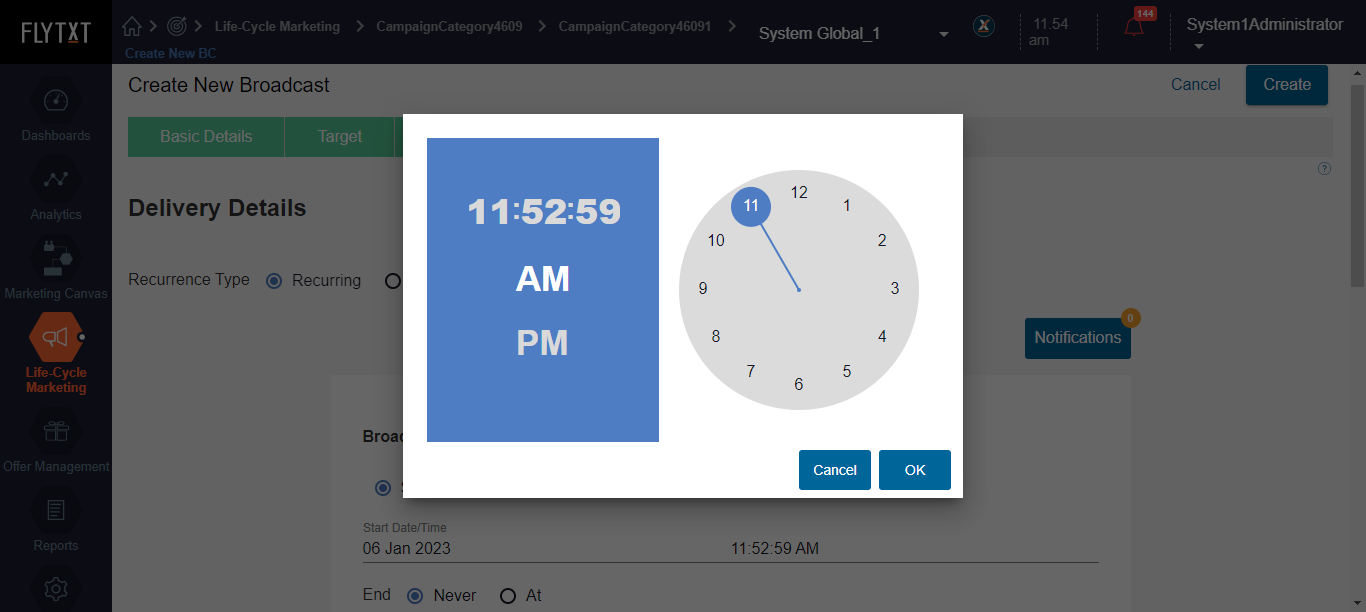 FLYTXT
Life-Cycle Marketing
CampaignCategory4609
CampaignCategory46091
Create New BC
System Global_1
11.54
am
144
System1Administrator
Dashboards
Analytics
Marketing Canvas
Life-Cycle
Marketing
Offer Management
Reports
Create New Broadcast
Cancel
Create
Basic Details
Target
?
Delivery Details
Recurrence Type
Recurring
0
Notifications
Start Date/Time
06 Jan 2023
11:52:59 AM
End
Never
At
11:52:59
AM
PM
12
1
2
3
4
5
6
7
8
9
10
11
Cancel
OK